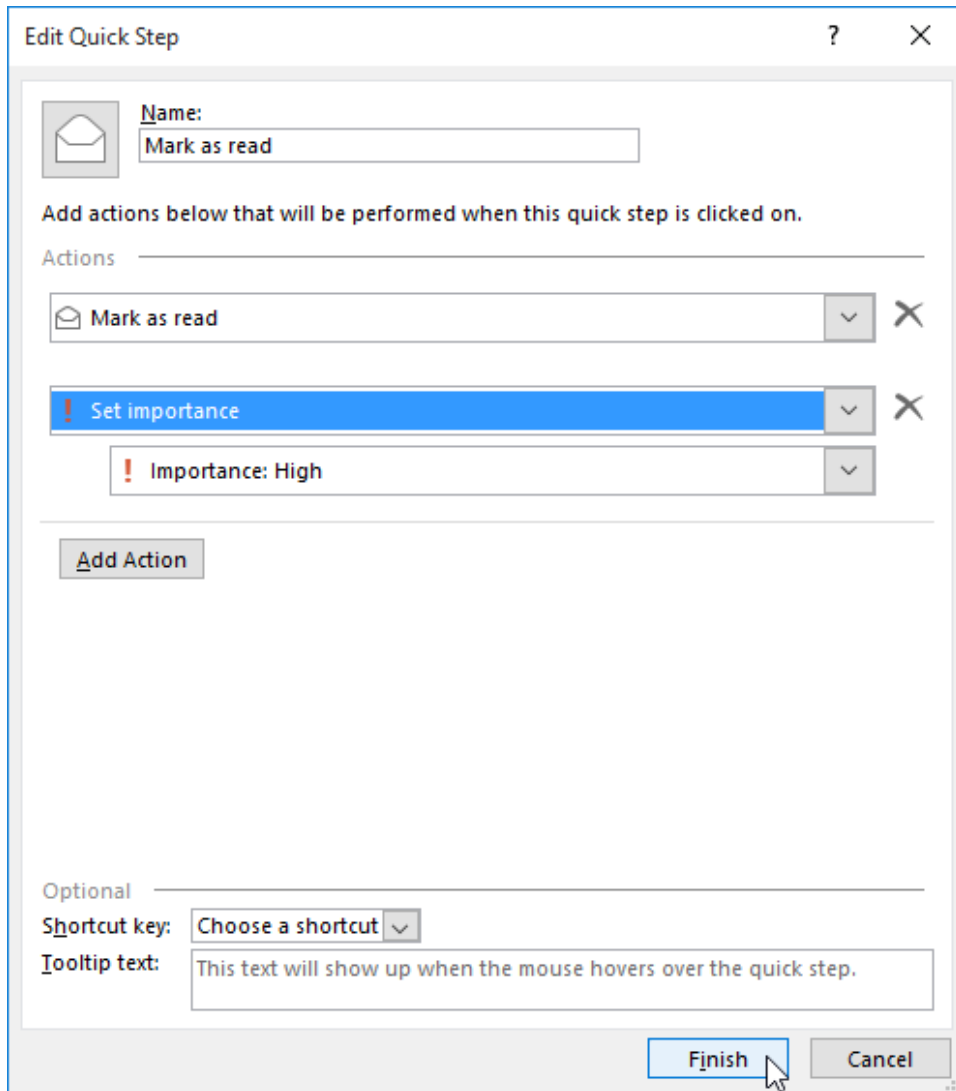 Edit Quick Step ?
Name:
Mark as read
Add actions below that will be performed when this quick step is clicked on.
Actions
Mark as read
! Set importance
! Importance: High
Add Action
Optional
Shortcut key: Choose a shortcut
Tooltip text: This text will show up when the mouse hovers over the quick step.
Finish Cancel